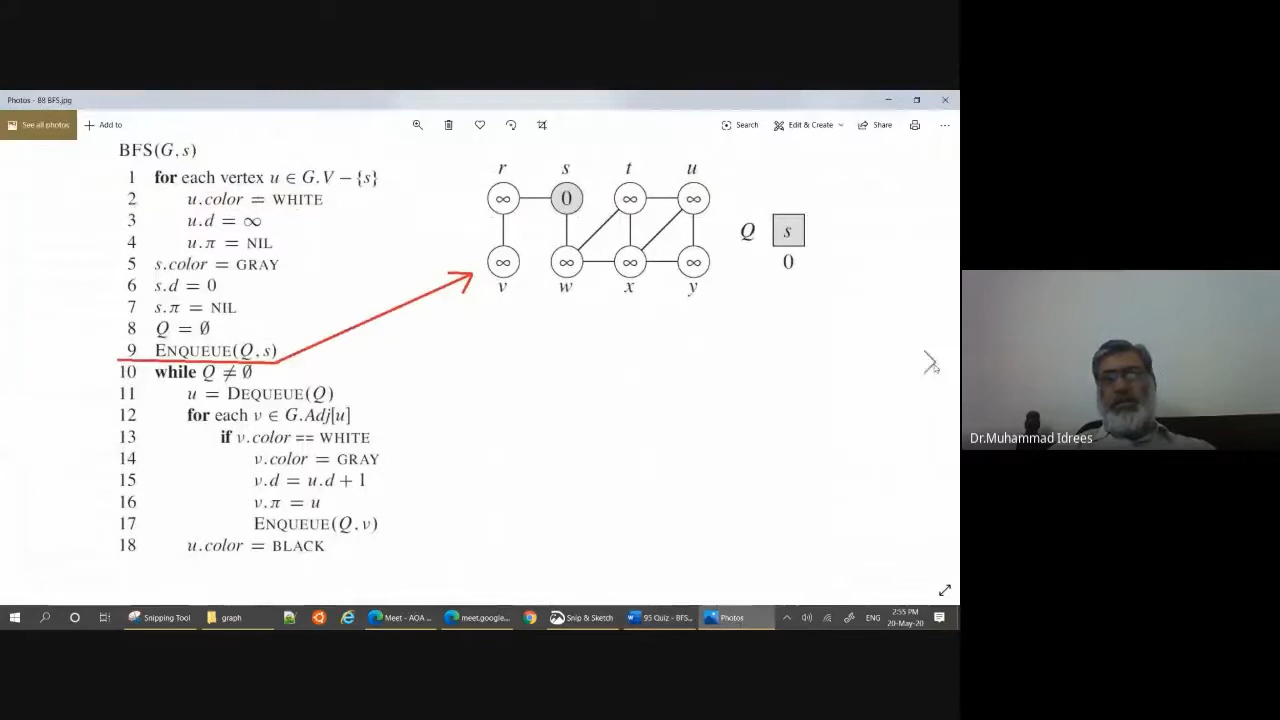 Photos - 88 BFS.jpg
See all photos
Add to
Search
Edit & Create
Share
BFS(G, s)
1 for each vertex u ∈ G.V − {s}
2 u.color = WHITE
3 u.d = ∞
4 u.π = NIL
5 s.color = GRAY
6 s.d = 0
7 s.π = NIL
8 Q = ∅
9 ENQUEUE(Q, s)
10 while Q ≠ ∅
11 u = DEQUEUE(Q)
12 for each v ∈ G.Adj[u]
13 if v.color == WHITE
14 v.color = GRAY
15 v.d = u.d + 1
16 v.π = u
17 ENQUEUE(Q, v)
18 u.color = BLACK
r s t u
∞ 0 ∞ ∞
∞ ∞ ∞ ∞
v w x y
Q s
0
Dr.Muhammad Idrees
Snipping Tool
graph
Meet - AOA ...
meet.google...
Snip & Sketch
95 Quiz - BFS...
Photos
ENG
2:55 PM
20-May-20